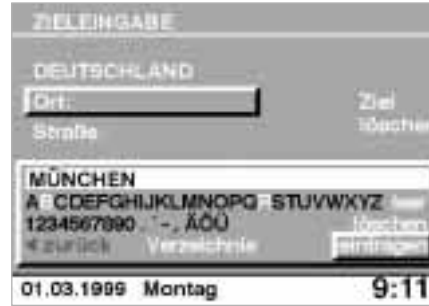 ZIELEINGABE
DEUTSCHLAND
Ort:
Ziel
Straße
löschen
MÜNCHEN
A CDEFGHIJKLMNOPQ STUVWXYZ
1234567890 . ´ - , ÄÖÜ
löschen
zurück Verzeichnis eintragen
01.03.1999 Montag 9:11